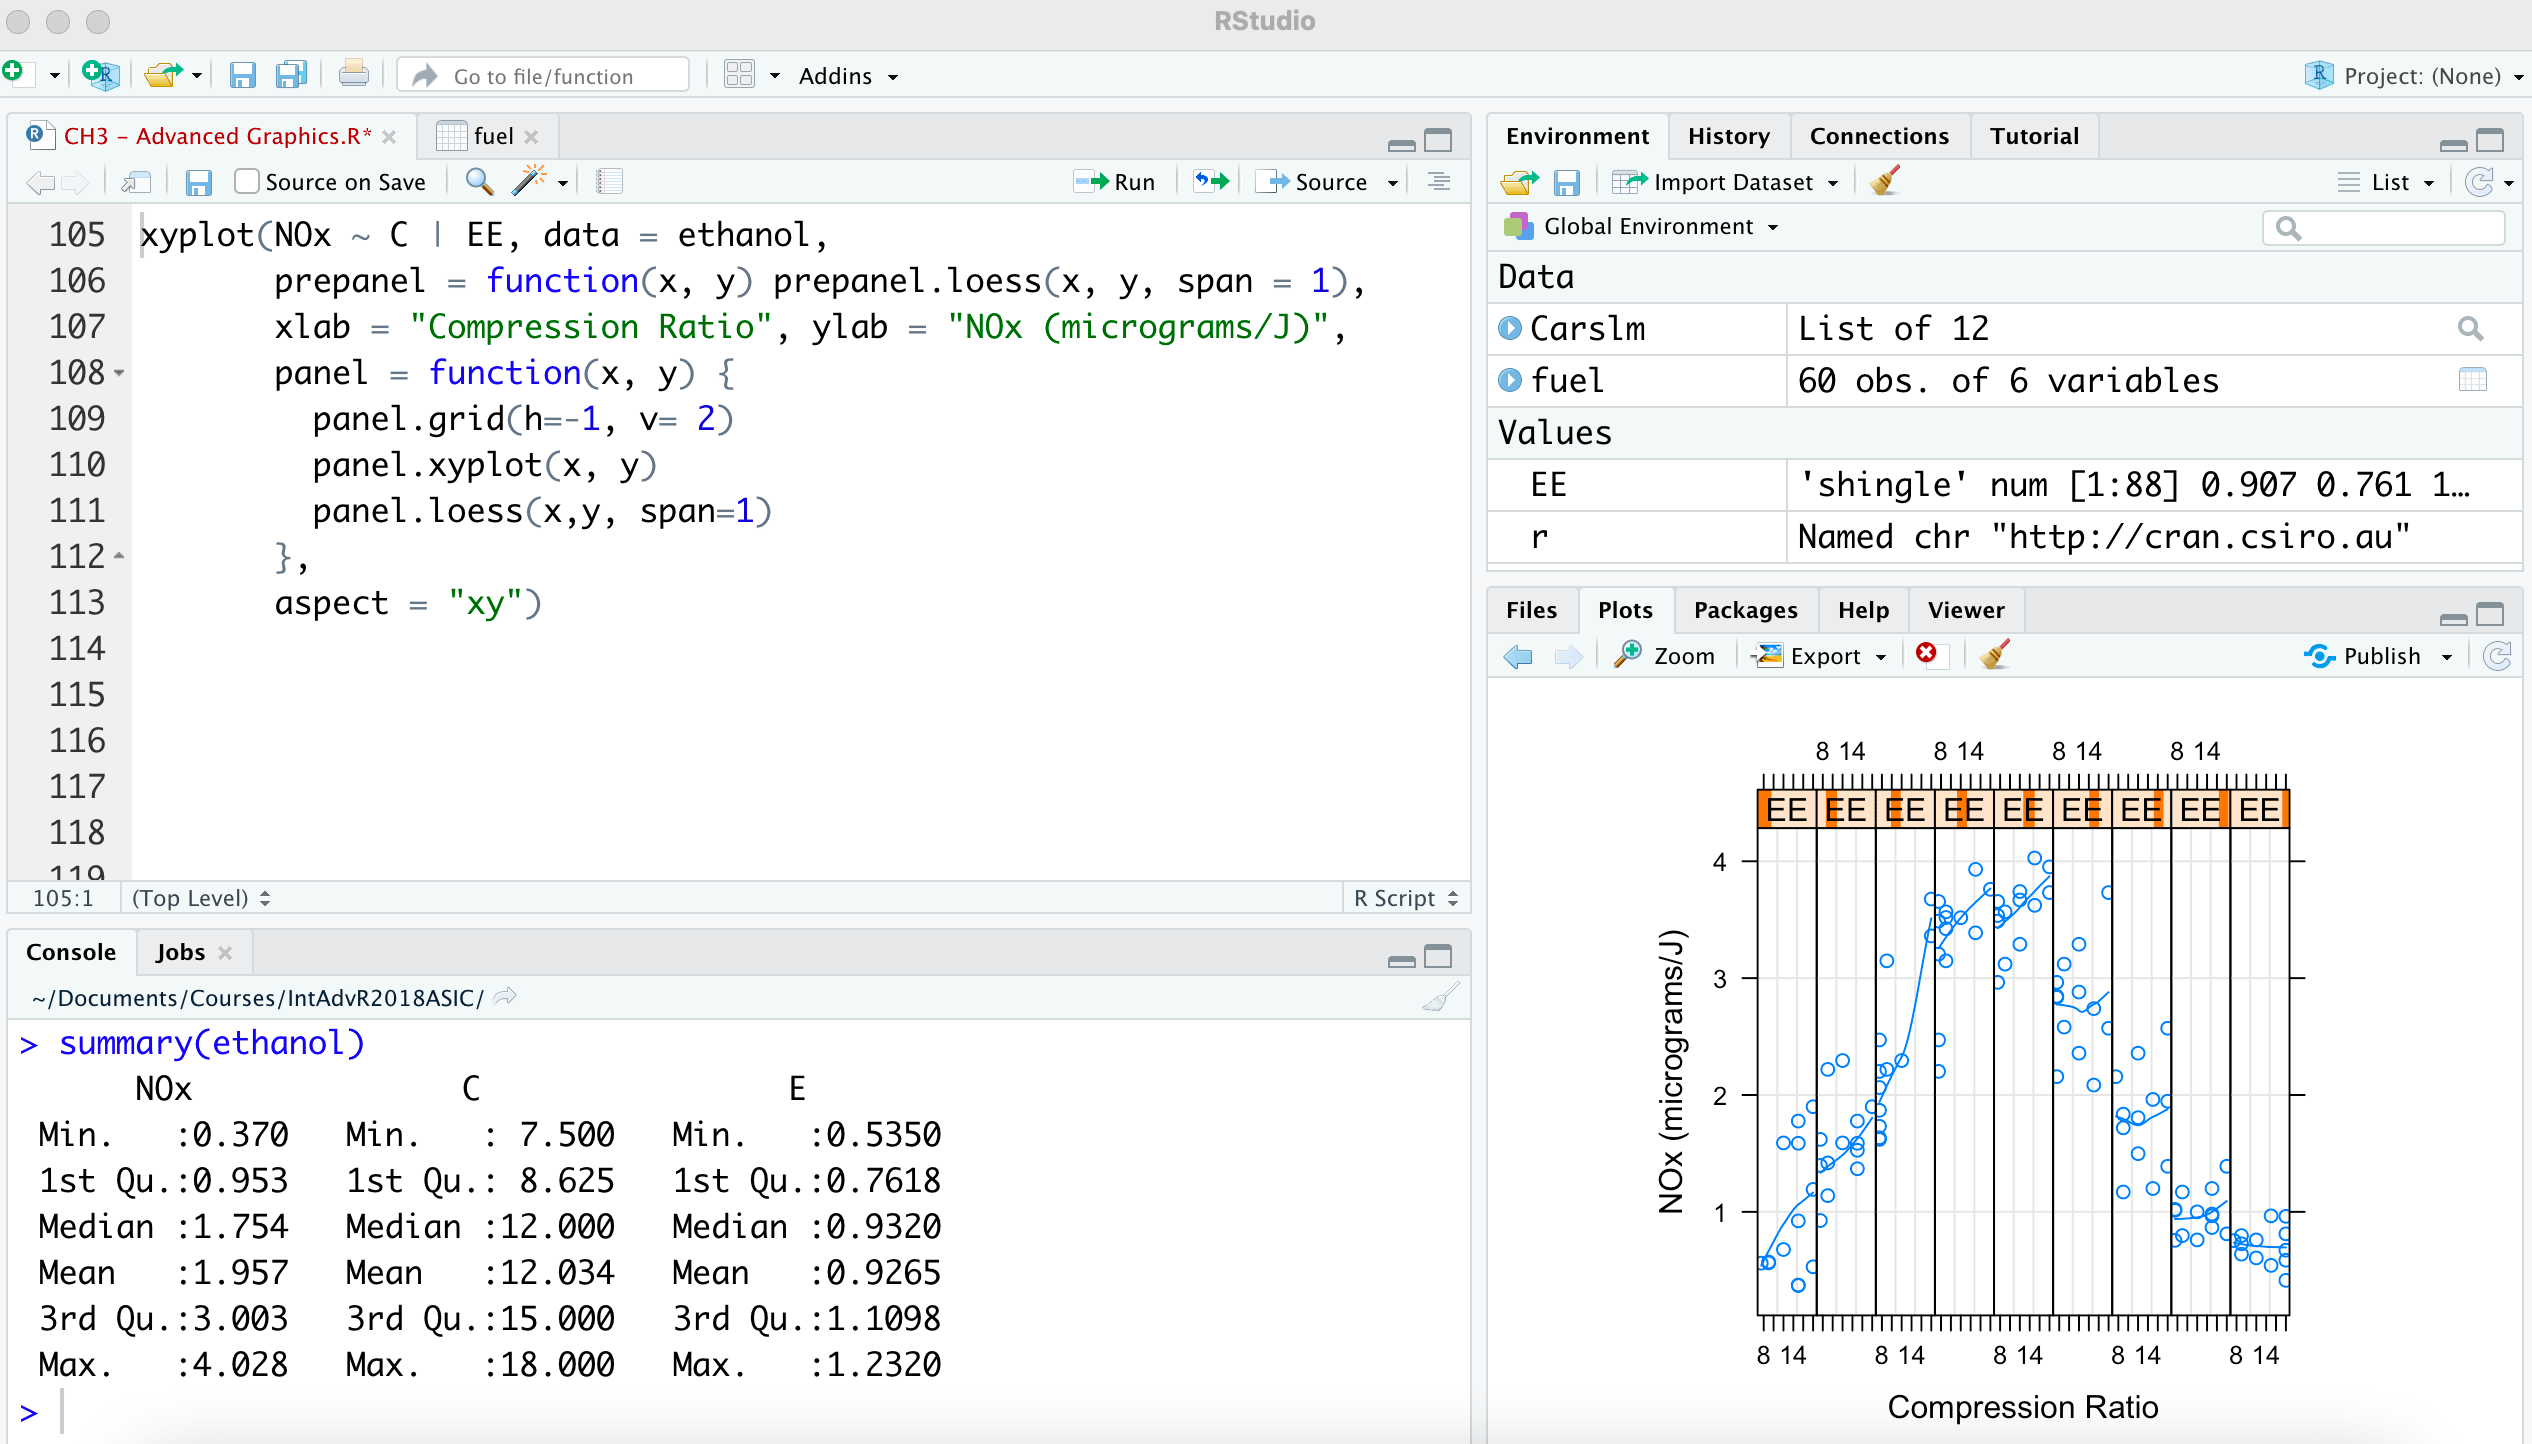 RStudio
Go to file/function
Addins
Project: (None)
CH3 – Advanced Graphics.R*
fuel
Source on Save
Run
Source
105 xyplot(NOx ~ C | EE, data = ethanol,
106 prepanel = function(x, y) prepanel.loess(x, y, span = 1),
107 xlab = "Compression Ratio", ylab = "NOx (micrograms/J)",
108 panel = function(x, y) {
109 panel.grid(h=-1, v= 2)
110 panel.xyplot(x, y)
111 panel.loess(x,y, span=1)
112 },
113 aspect = "xy")
114
115
116
117
118
119
105:1 (Top Level) R Script
Console Jobs
~/Documents/Courses/IntAdvR2018ASIC/
> summary(ethanol)
NOx C E
Min. :0.370 Min. : 7.500 Min. :0.5350
1st Qu.:0.953 1st Qu.: 8.625 1st Qu.:0.7618
Median :1.754 Median :12.000 Median :0.9320
Mean :1.957 Mean :12.034 Mean :0.9265
3rd Qu.:3.003 3rd Qu.:15.000 3rd Qu.:1.1098
Max. :4.028 Max. :18.000 Max. :1.2320
>
Environment History Connections Tutorial
Import Dataset List
Global Environment
Data
Carslm List of 12
fuel 60 obs. of 6 variables
Values
EE 'shingle' num [1:88] 0.907 0.761 1…
r Named chr "http://cran.csiro.au"
Files Plots Packages Help Viewer
Zoom Export Publish
8 14 8 14 8 14 8 14
EE EE EE EE EE EE EE EE EE
4
3
2
1
NOx (micrograms/J)
8 14 8 14 8 14 8 14 8 14
Compression Ratio